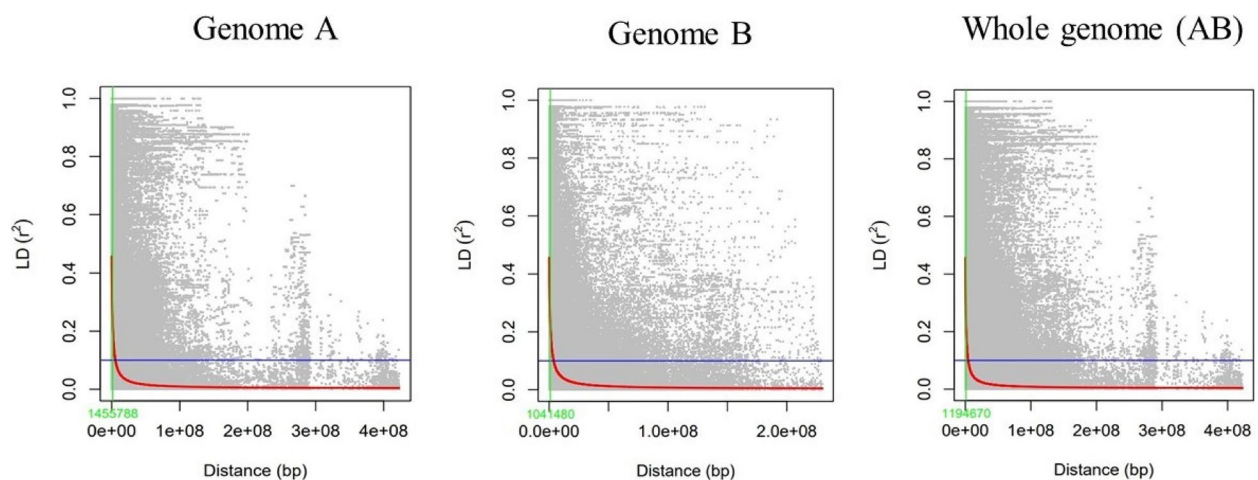 Genome A
Genome B
Whole genome (AB)
LD (r²)
1.0
0.8
0.6
0.4
0.2
0.0
1455788
0e+00
1e+08
2e+08
3e+08
4e+08
Distance (bp)
LD (r²)
1.0
0.8
0.6
0.4
0.2
0.0
1041480
0.0e+00
1.0e+08
2.0e+08
Distance (bp)
LD (r²)
1.0
0.8
0.6
0.4
0.2
0.0
1194670
0e+00
1e+08
2e+08
3e+08
4e+08
Distance (bp)